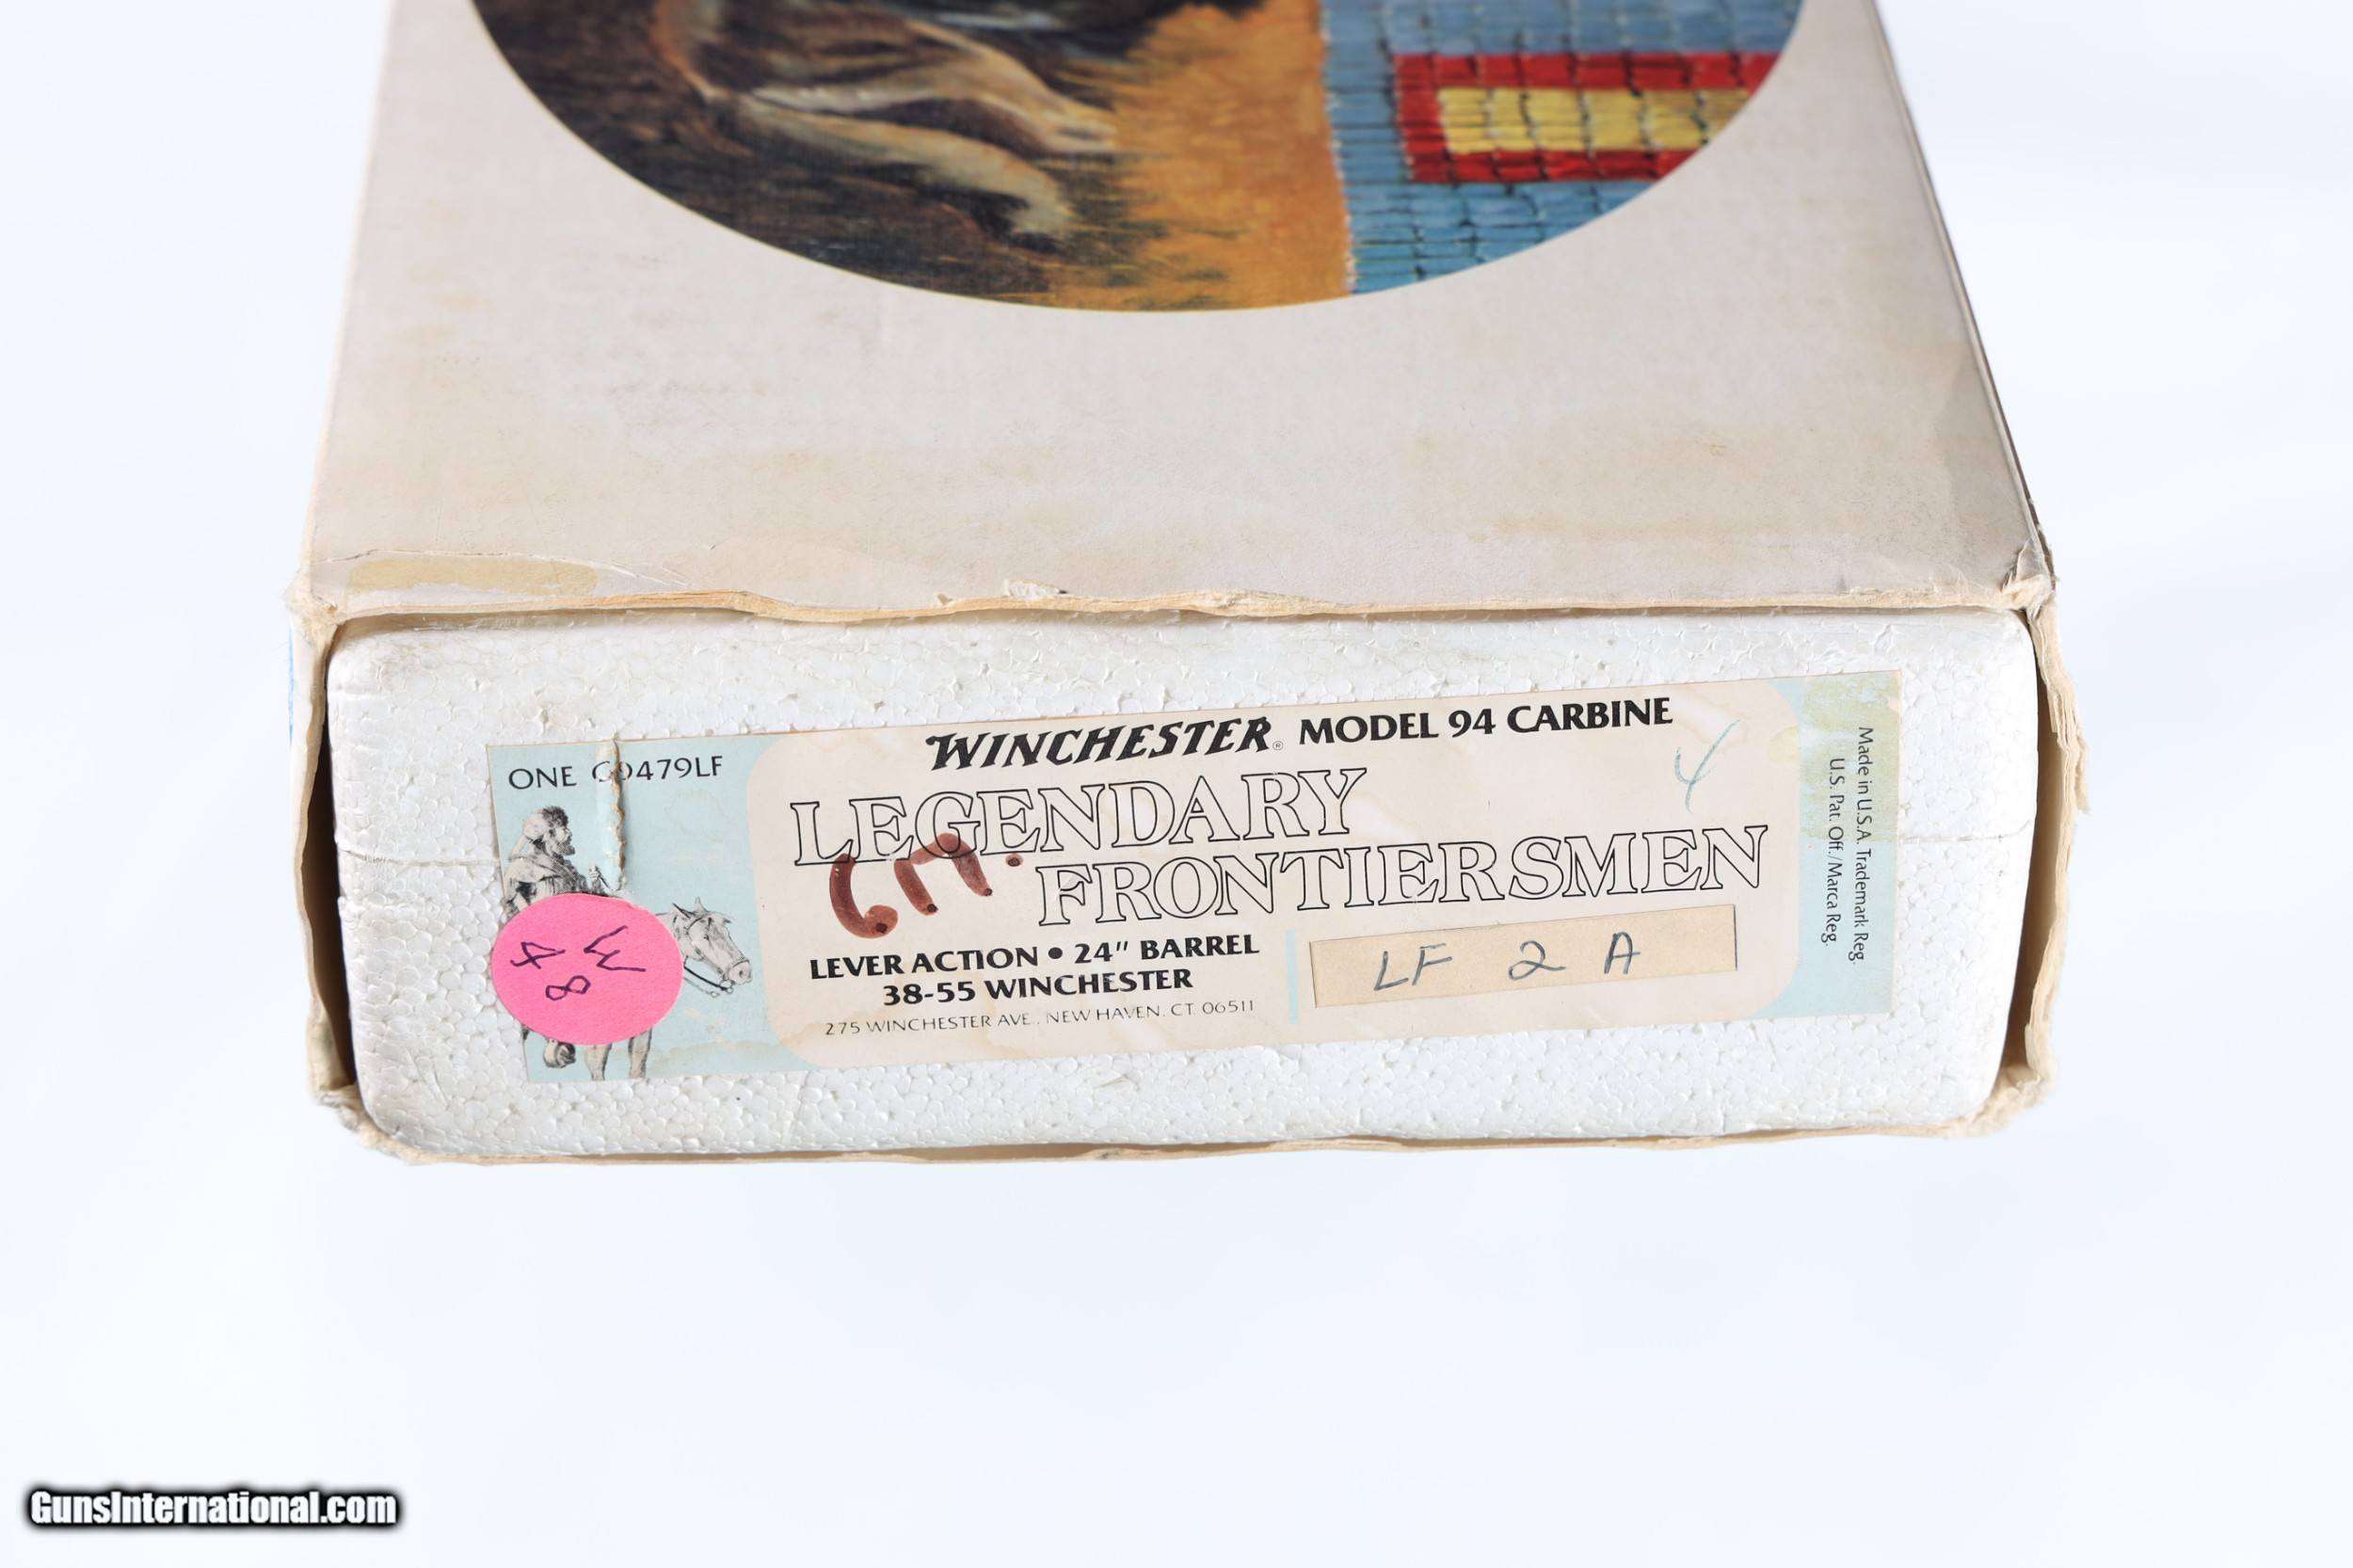 WINCHESTER® MODEL 94 CARBINE
ONE G9479LF
LEGENDARY
FRONTIERSMEN
LEVER ACTION • 24" BARREL
38-55 WINCHESTER
275 WINCHESTER AVE., NEW HAVEN, CT. 06511
LF 2 A
4
Made in U.S.A. Trademark Reg.
U.S. Pat. Off./Marca Reg.
GunsInternational.com